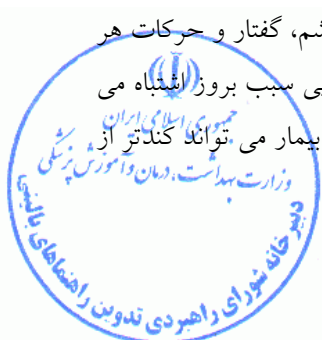 شم، گفتار و حرکات هر
ی سبب بروز اشتباه می
بیمار می تواند کندتر از
جمهوری اسلامی ایران
وزارت بهداشت، درمان و آموزش پزشکی
دبیرخانه شورای راهبردی تدوین راهنماهای بالینی